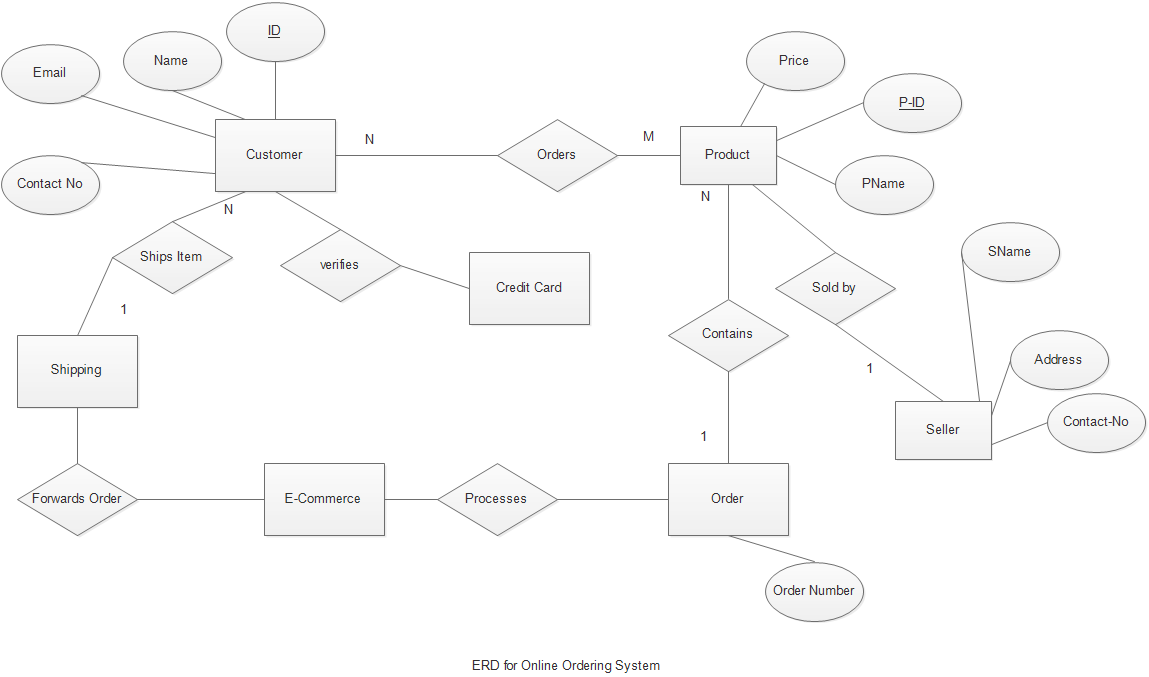 ID
Name
Price
Email
P-ID
N
M
Customer
Orders
Product
Contact No
PName
N
N
SName
Ships Item
verifies
Credit Card
Sold by
1
Contains
Address
Shipping
1
Contact-No
Seller
1
Forwards Order
E-Commerce
Processes
Order
Order Number
ERD for Online Ordering System